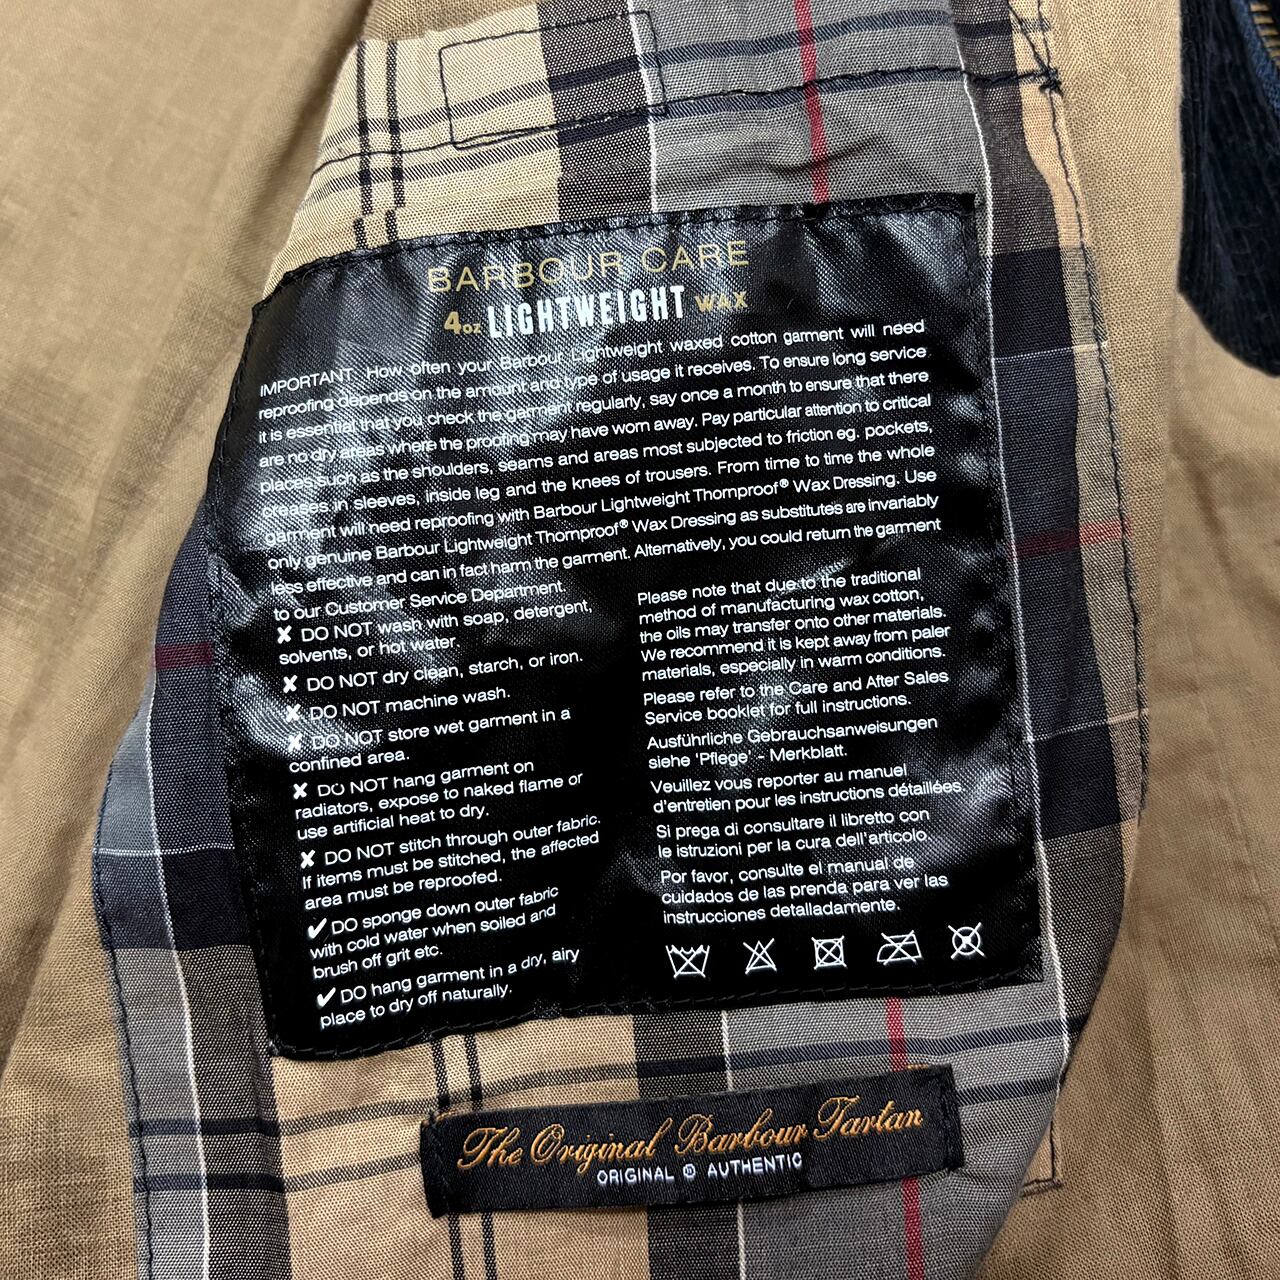 BARBOUR CARE
4oz LIGHTWEIGHT WAX
IMPORTANT. How often your Barbour Lightweight waxed cotton garment will need
reproofing depends on the amount and type of usage it receives. To ensure long service
it is essential that you check the garment regularly, say once a month to ensure that there
are no dry areas where the proofing may have worn away. Pay particular attention to critical
places such as the shoulders, seams and areas most subjected to friction eg. pockets,
creases in sleeves, inside leg and the knees of trousers. From time to time the whole
garment will need reproofing with Barbour Lightweight Thornproof® Wax Dressing. Use
only genuine Barbour Lightweight Thornproof® Wax Dressing as substitutes are invariably
less effective and can in fact harm the garment. Alternatively, you could return the garment
to our Customer Service Department.
✘ DO NOT wash with soap, detergent,
solvents, or hot water.
✘ DO NOT dry clean, starch, or iron.
✘ DO NOT machine wash.
✘ DO NOT store wet garment in a
confined area.
✘ DO NOT hang garment on
radiators, expose to naked flame or
use artificial heat to dry.
✘ DO NOT stitch through outer fabric.
If items must be stitched, the affected
area must be reproofed.
✔ DO sponge down outer fabric
with cold water when soiled and
brush off grit etc.
✔ DO hang garment in a dry, airy
place to dry off naturally.
Please note that due to the traditional
method of manufacturing wax cotton,
the oils may transfer onto other materials.
We recommend it is kept away from paler
materials, especially in warm conditions.
Please refer to the Care and After Sales
Service booklet for full instructions.
Ausführliche Gebrauchsanweisungen
siehe 'Pflege' - Merkblatt.
Veuillez vous reporter au manuel
d'entretien pour les instructions détaillées.
Si prega di consultare il libretto con
le istruzioni per la cura dell'articolo.
Por favor, consulte el manual de
cuidados de las prenda para ver las
instrucciones detalladamente.
The Original Barbour Tartan
ORIGINAL ® AUTHENTIC